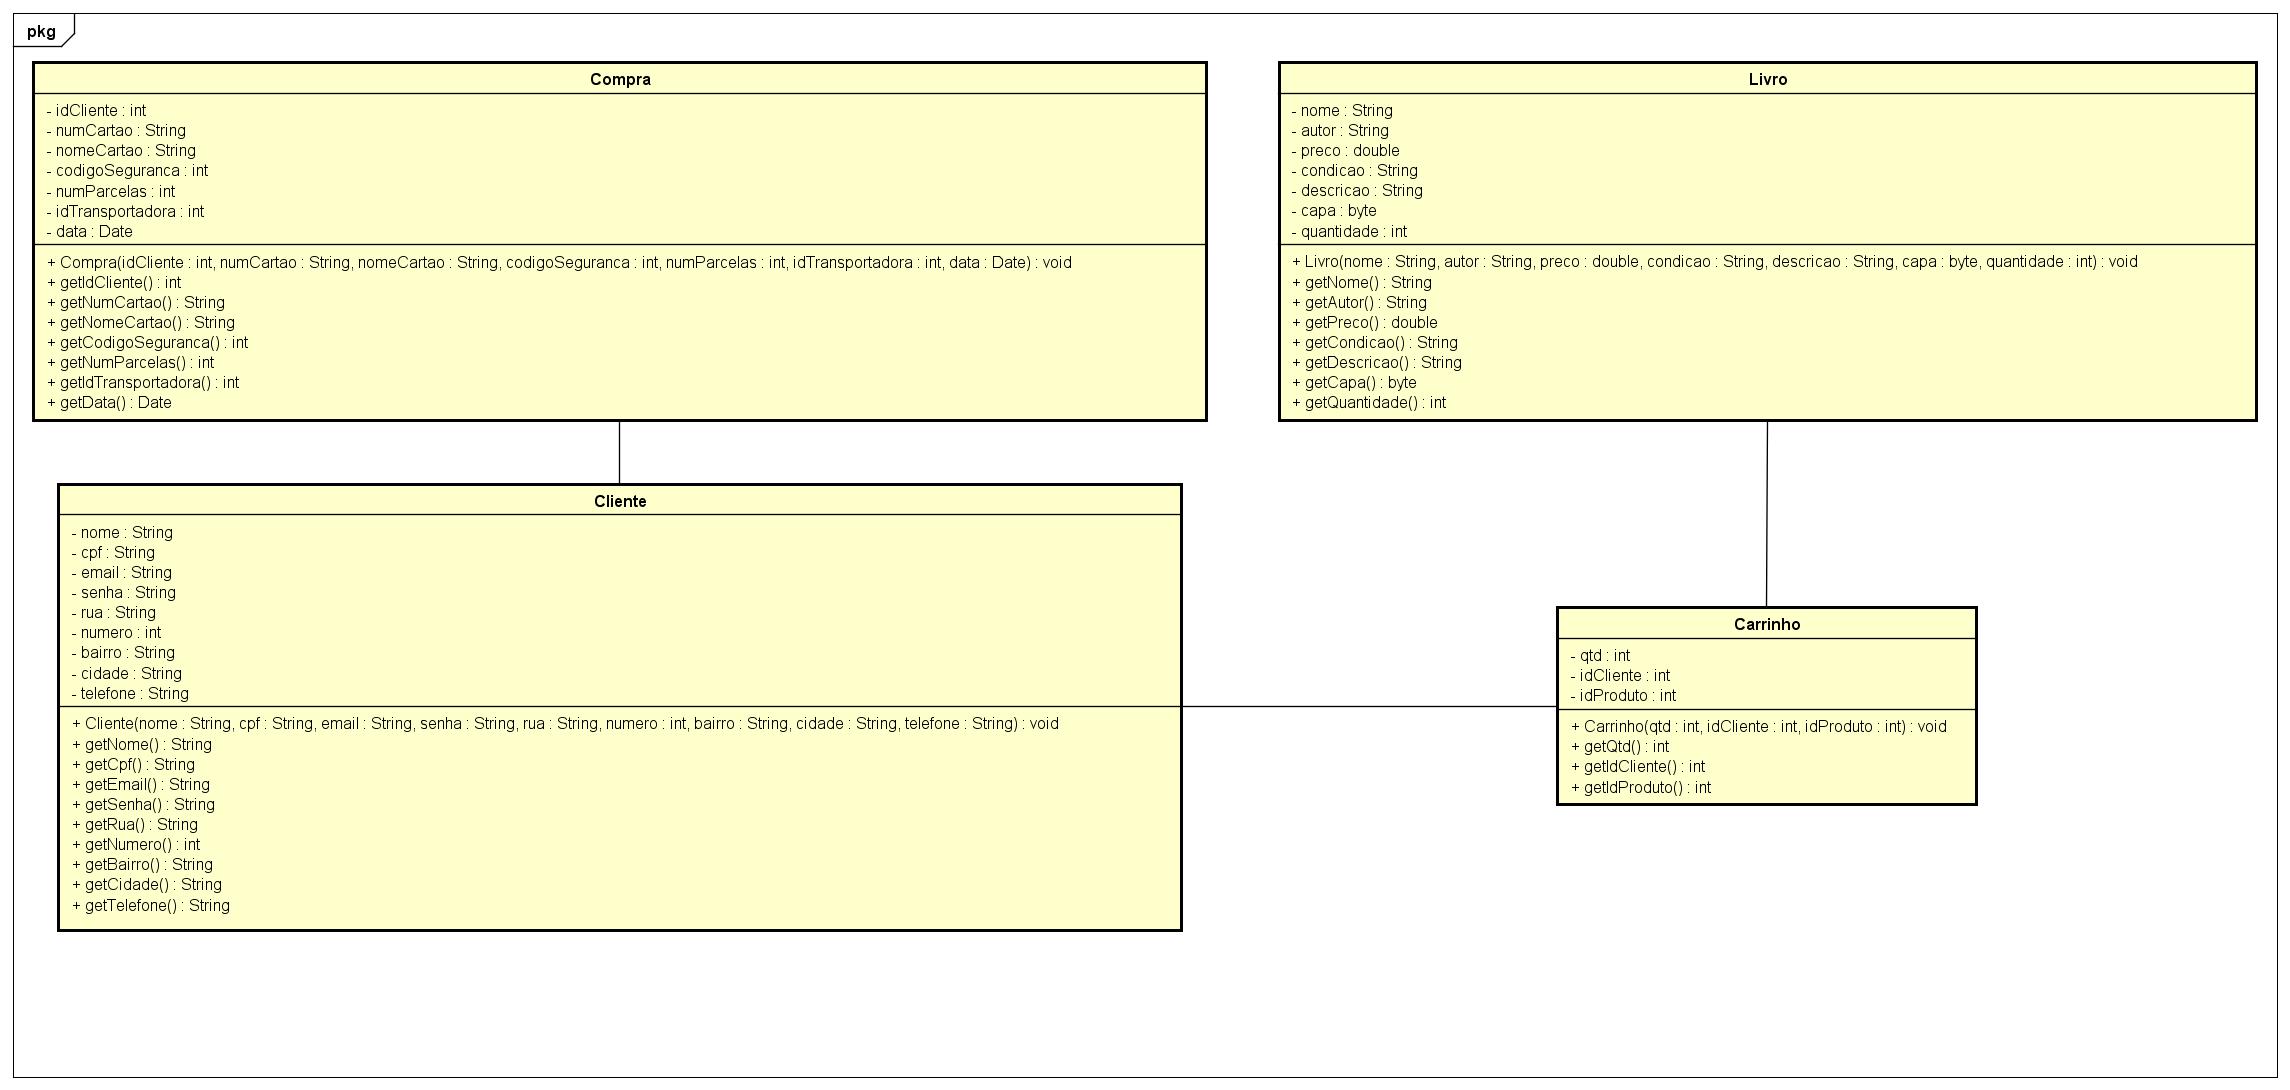 pkg
Compra
- idCliente : int
- numCartao : String
- nomeCartao : String
- codigoSeguranca : int
- numParcelas : int
- idTransportadora : int
- data : Date
+ Compra(idCliente : int, numCartao : String, nomeCartao : String, codigoSeguranca : int, numParcelas : int, idTransportadora : int, data : Date) : void
+ getIdCliente() : int
+ getNumCartao() : String
+ getNomeCartao() : String
+ getCodigoSeguranca() : int
+ getNumParcelas() : int
+ getIdTransportadora() : int
+ getData() : Date
Livro
- nome : String
- autor : String
- preco : double
- condicao : String
- descricao : String
- capa : byte
- quantidade : int
+ Livro(nome : String, autor : String, preco : double, condicao : String, descricao : String, capa : byte, quantidade : int) : void
+ getNome() : String
+ getAutor() : String
+ getPreco() : double
+ getCondicao() : String
+ getDescricao() : String
+ getCapa() : byte
+ getQuantidade() : int
Cliente
- nome : String
- cpf : String
- email : String
- senha : String
- rua : String
- numero : int
- bairro : String
- cidade : String
- telefone : String
+ Cliente(nome : String, cpf : String, email : String, senha : String, rua : String, numero : int, bairro : String, cidade : String, telefone : String) : void
+ getNome() : String
+ getCpf() : String
+ getEmail() : String
+ getSenha() : String
+ getRua() : String
+ getNumero() : int
+ getBairro() : String
+ getCidade() : String
+ getTelefone() : String
Carrinho
- qtd : int
- idCliente : int
- idProduto : int
+ Carrinho(qtd : int, idCliente : int, idProduto : int) : void
+ getQtd() : int
+ getIdCliente() : int
+ getIdProduto() : int